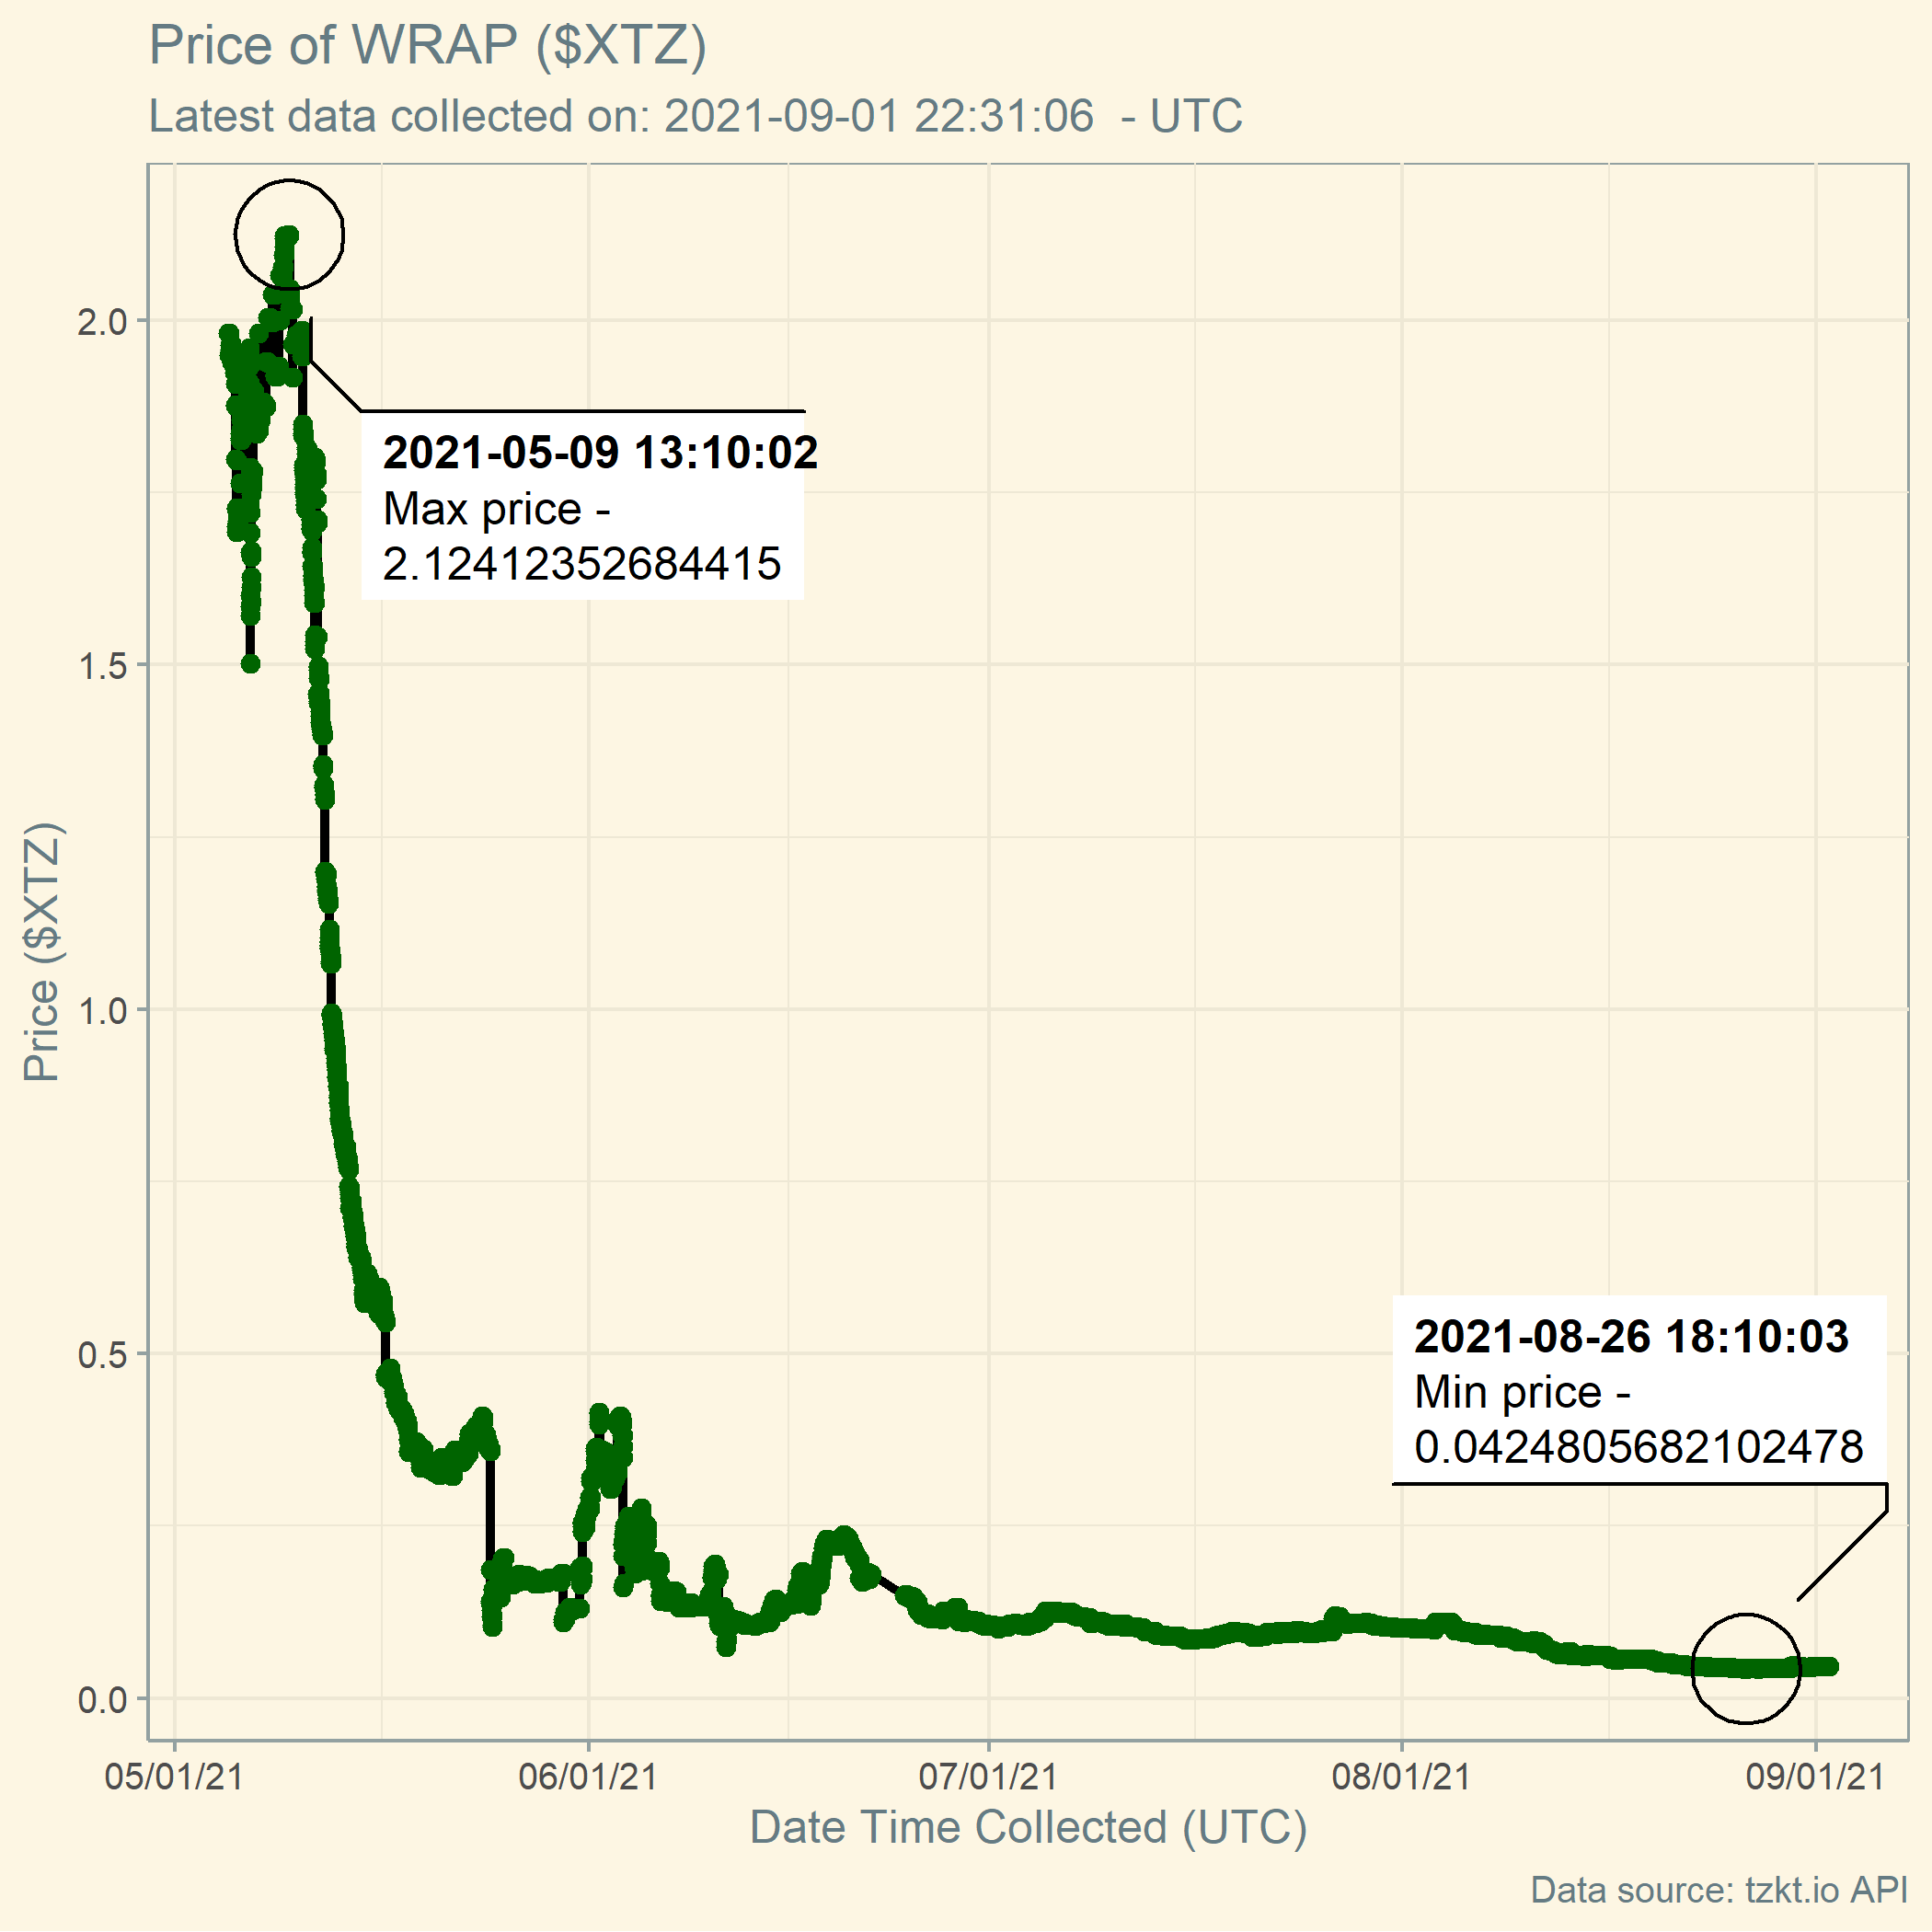 Price of WRAP ($XTZ)
Latest data collected on: 2021-09-01 22:31:06  - UTC
2021-05-09 13:10:02
Max price -
2.12412352684415
2021-08-26 18:10:03
Min price -
0.0424805682102478
Price ($XTZ)
2.0
1.5
1.0
0.5
0.0
05/01/21
06/01/21
07/01/21
08/01/21
09/01/21
Date Time Collected (UTC)
Data source: tzkt.io API